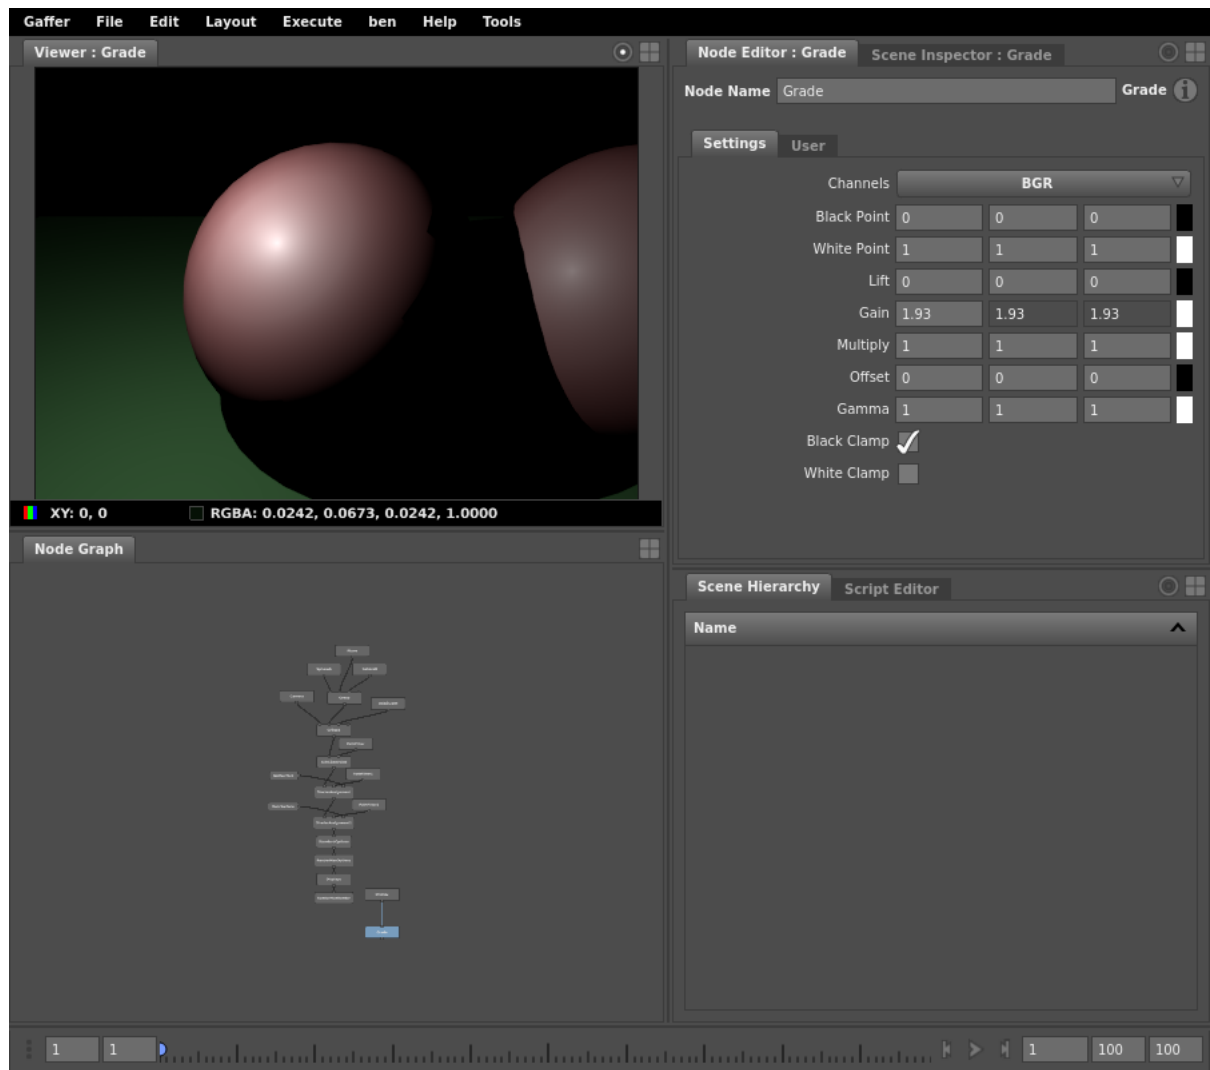 Gaffer File Edit Layout Execute ben Help Tools
Viewer : Grade
XY: 0, 0 RGBA: 0.0242, 0.0673, 0.0242, 1.0000
Node Graph
Node Editor : Grade Scene Inspector : Grade
Node Name Grade Grade
Settings User
Channels BGR
Black Point 0 0 0
White Point 1 1 1
Lift 0 0 0
Gain 1.93 1.93 1.93
Multiply 1 1 1
Offset 0 0 0
Gamma 1 1 1
Black Clamp
White Clamp
Scene Hierarchy Script Editor
Name
1 1 1 100 100